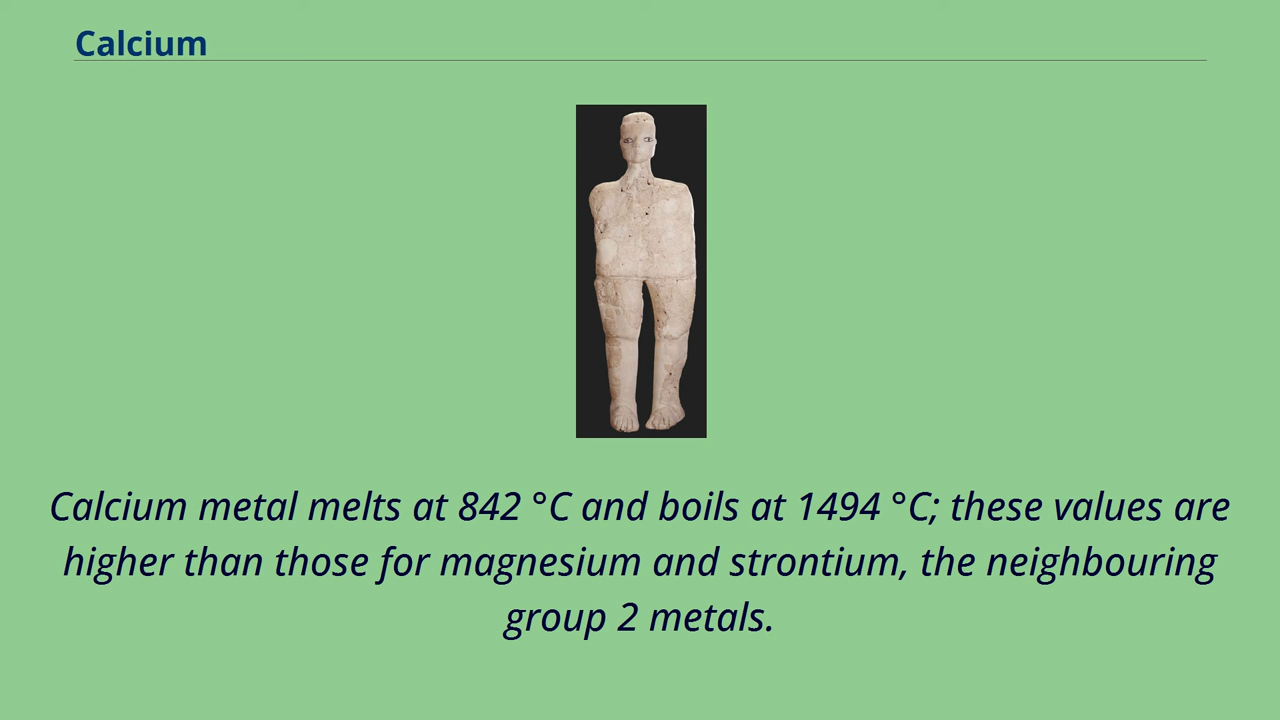 Calcium
Calcium metal melts at 842 °C and boils at 1494 °C; these values are
higher than those for magnesium and strontium, the neighbouring
group 2 metals.